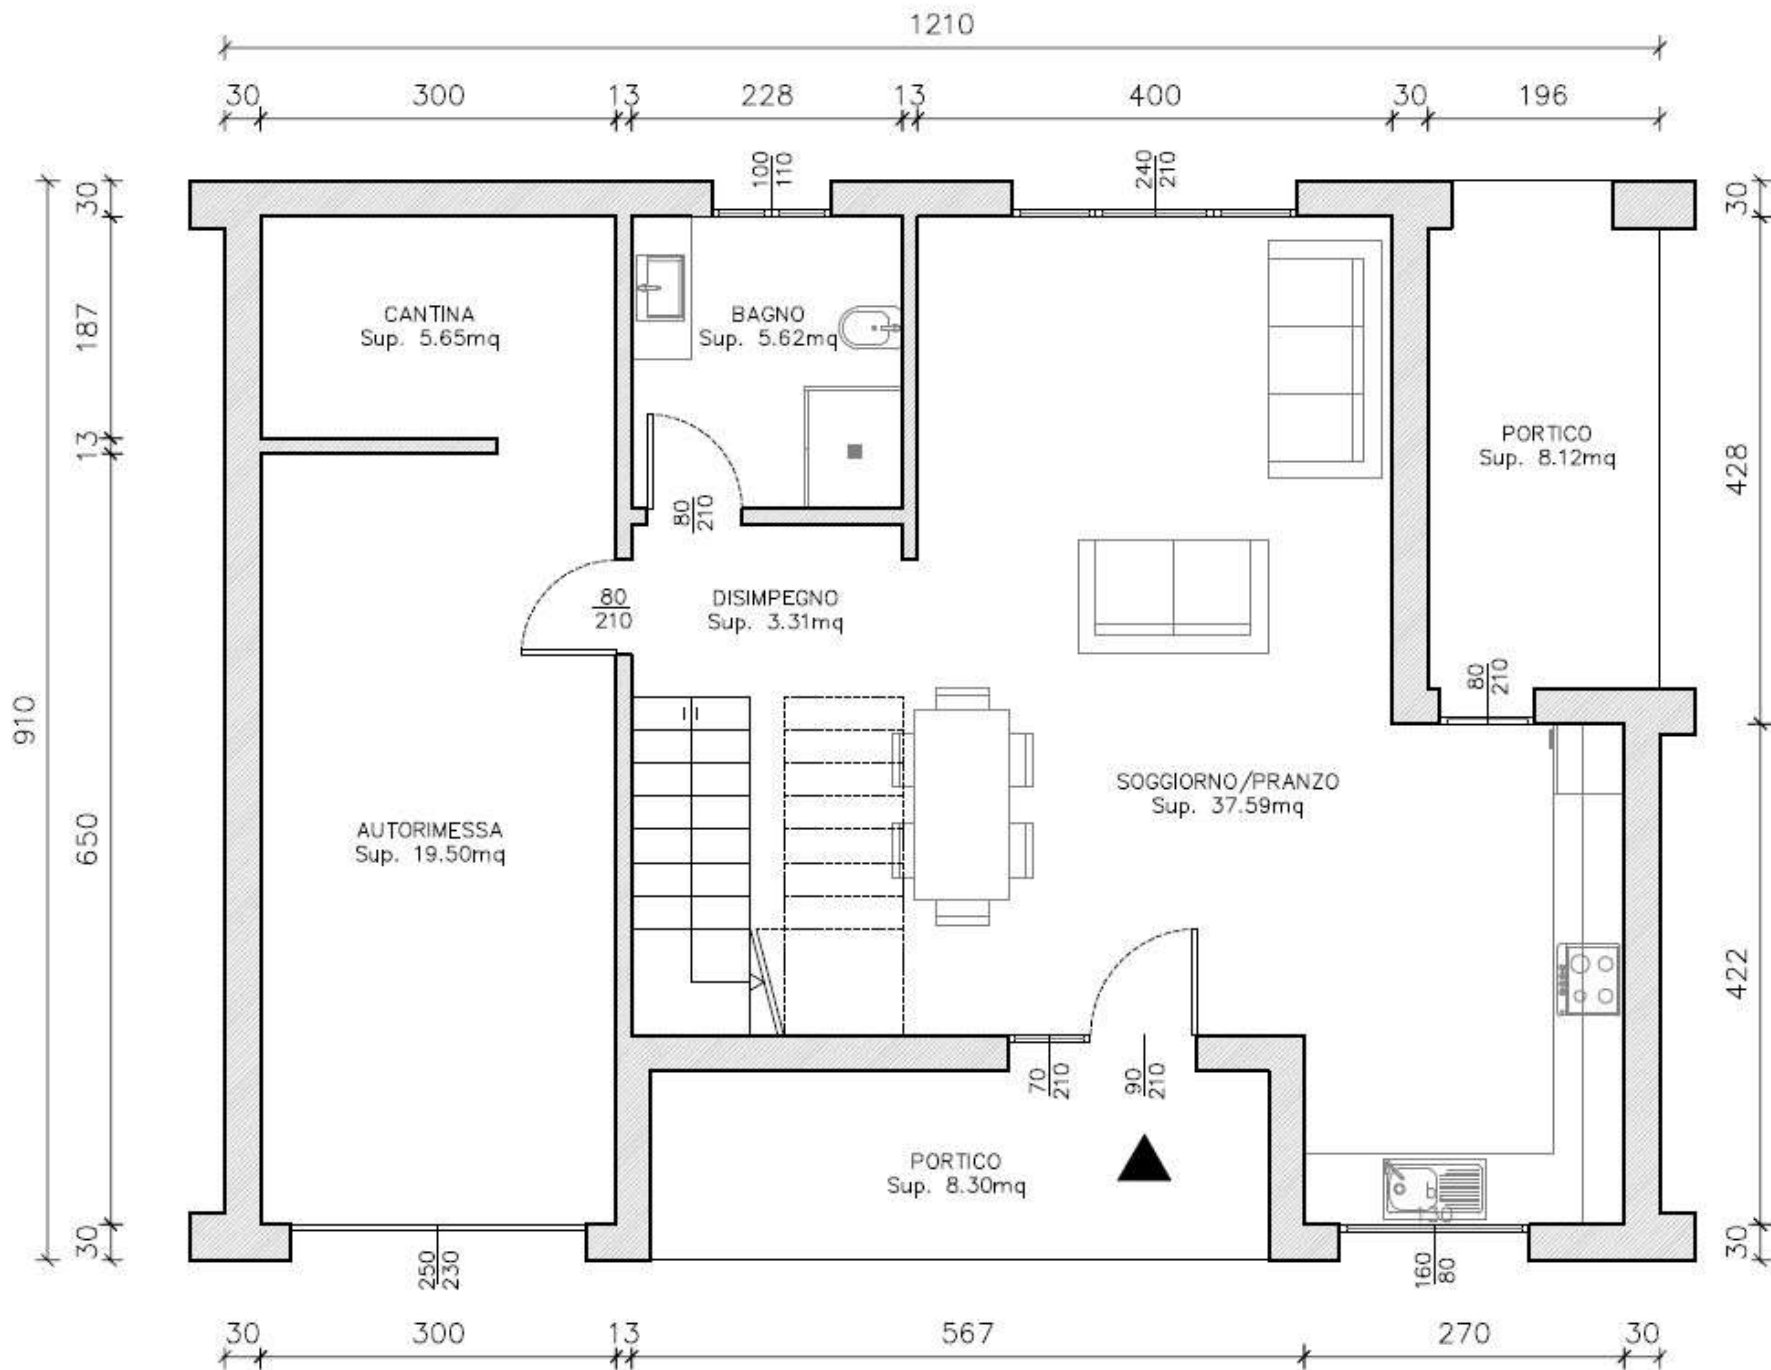 1210
30 300 13 228 13 400 30 196
100
110
240
210
30
30
187
CANTINA
Sup. 5.65mq
BAGNO
Sup. 5.62mq
13
PORTICO
Sup. 8.12mq
428
80
210
80
210
DISIMPEGNO
Sup. 3.31mq
80
210
910
SOGGIORNO/PRANZO
Sup. 37.59mq
650
AUTORIMESSA
Sup. 19.50mq
422
70
210
90
210
PORTICO
Sup. 8.30mq
30
30
250
230
160
80
30 300 13 567 270 30